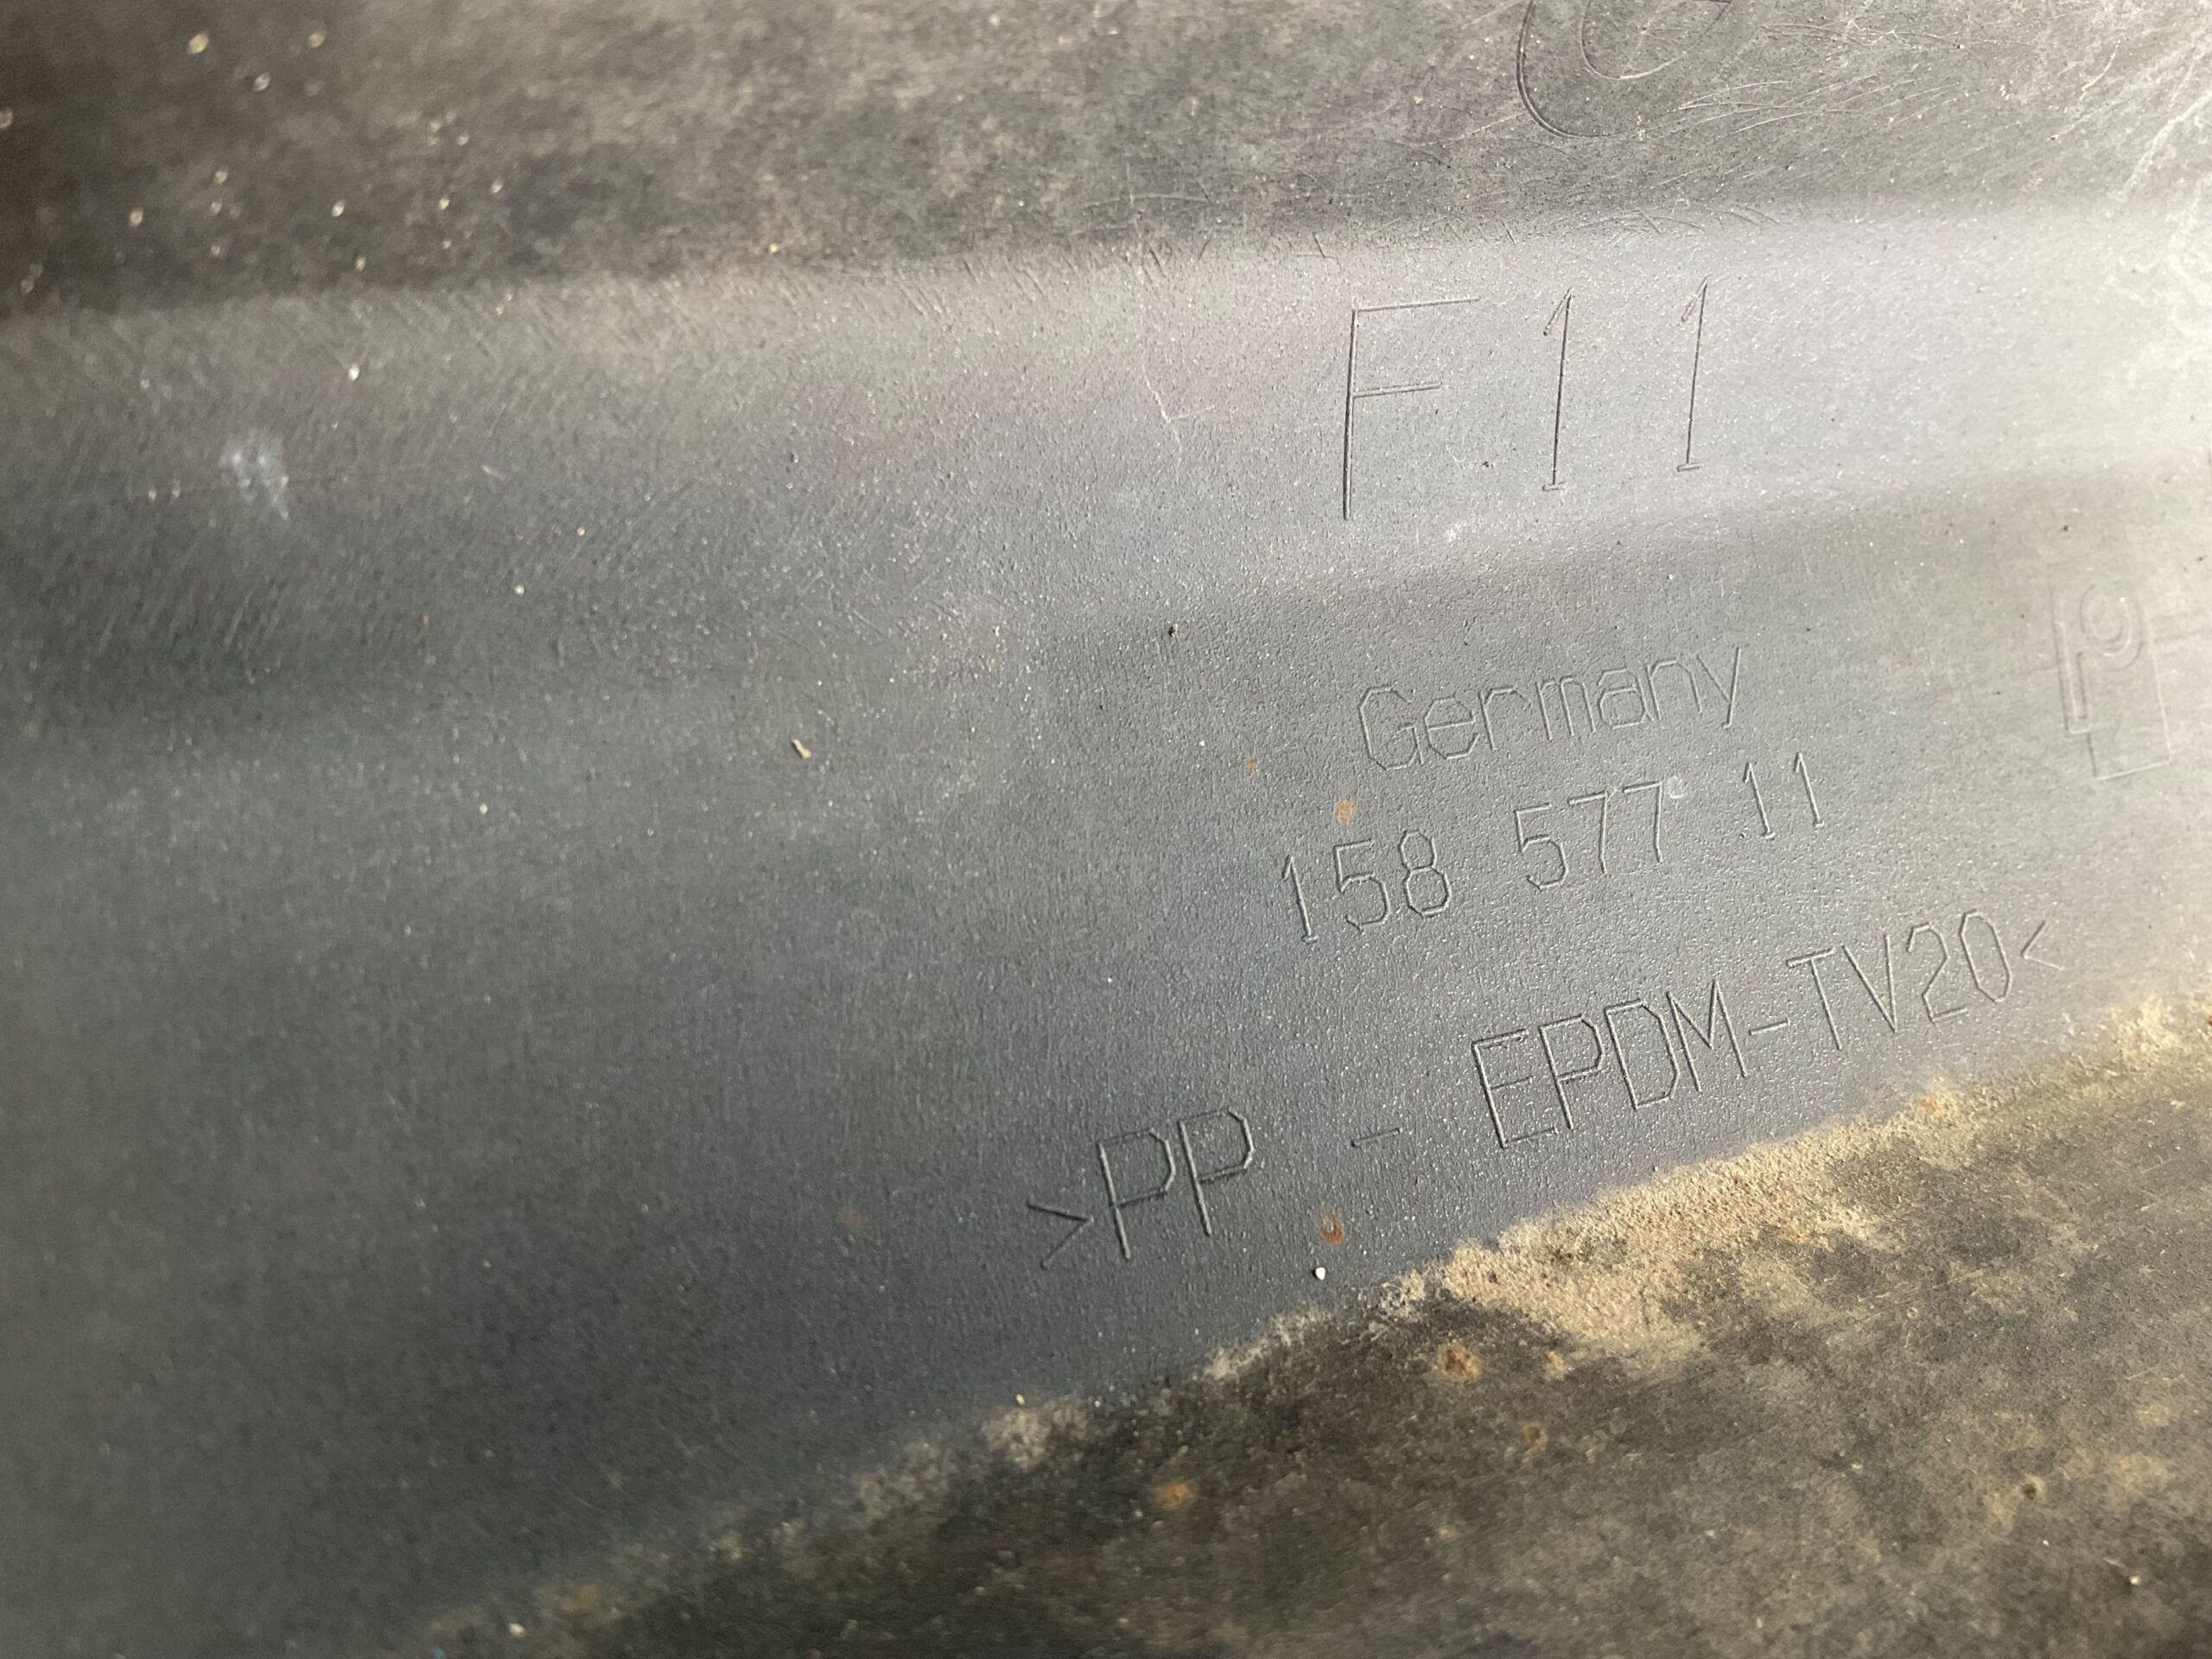 F11
Germany
158 577 11
>PP - EPDM-TV20<